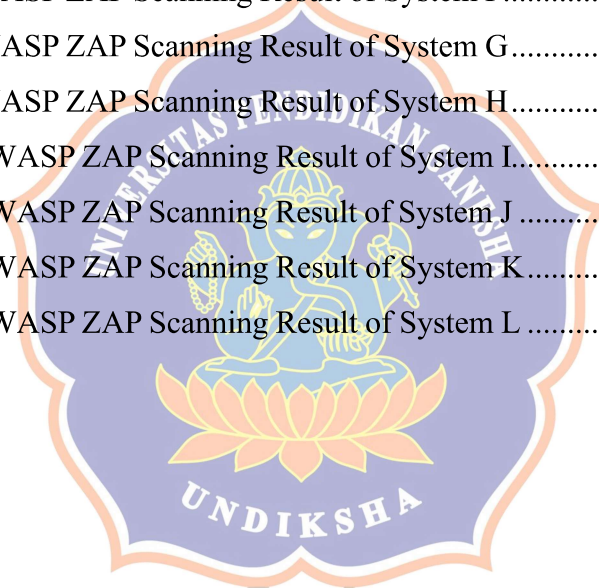 WASP ZAP Scanning Result of System G............
WASP ZAP Scanning Result of System H............
WASP ZAP Scanning Result of System I.............
WASP ZAP Scanning Result of System J ...........
WASP ZAP Scanning Result of System K..........
WASP ZAP Scanning Result of System L ..........
UNIVERSITAS PENDIDIKAN GANESHA
UNDIKSHA